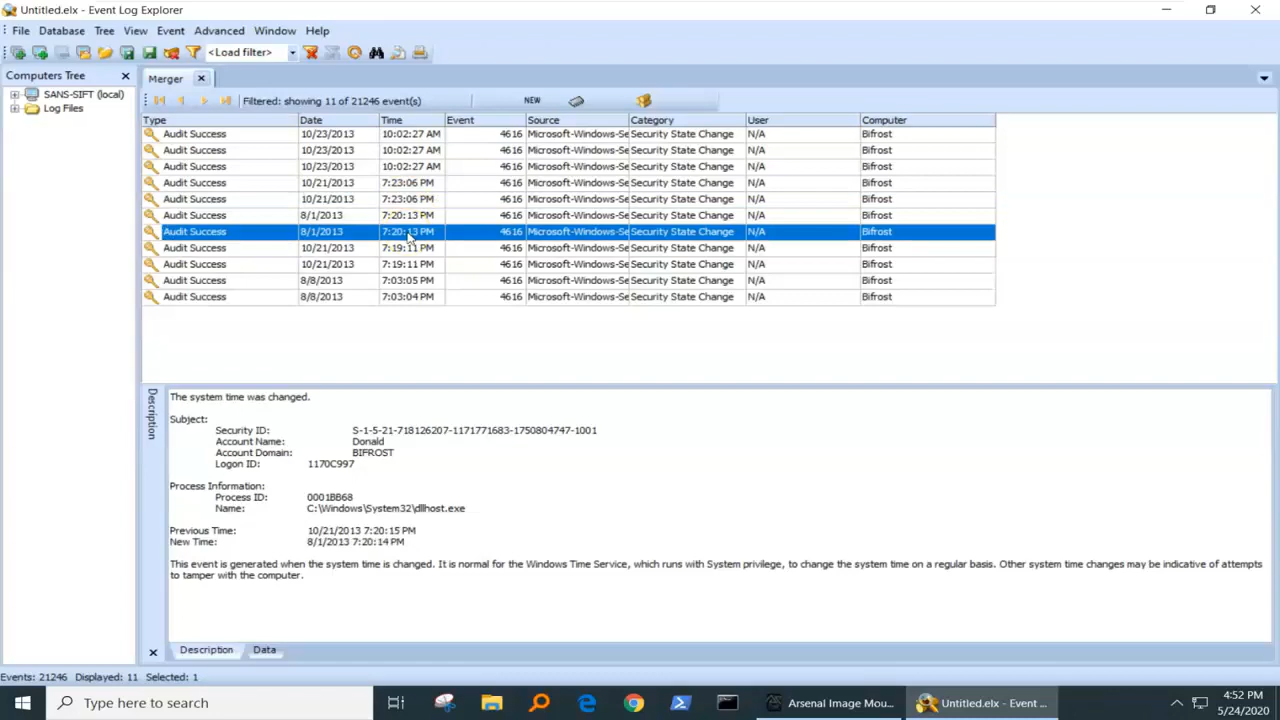 Untitled.elx - Event Log Explorer
File Database Tree View Event Advanced Window Help
<Load filter>
Computers Tree
Merger
SANS-SIFT (local)
Log Files
Filtered: showing 11 of 21246 event(s) NEW
Type Date Time Event Source Category User Computer
Audit Success 10/23/2013 10:02:27 AM 4616 Microsoft-Windows-Se Security State Change N/A Bifrost
Audit Success 10/23/2013 10:02:27 AM 4616 Microsoft-Windows-Se Security State Change N/A Bifrost
Audit Success 10/23/2013 10:02:27 AM 4616 Microsoft-Windows-Se Security State Change N/A Bifrost
Audit Success 10/21/2013 7:23:06 PM 4616 Microsoft-Windows-Se Security State Change N/A Bifrost
Audit Success 10/21/2013 7:23:06 PM 4616 Microsoft-Windows-Se Security State Change N/A Bifrost
Audit Success 8/1/2013 7:20:13 PM 4616 Microsoft-Windows-Se Security State Change N/A Bifrost
Audit Success 8/1/2013 7:20:13 PM 4616 Microsoft-Windows-Se Security State Change N/A Bifrost
Audit Success 10/21/2013 7:19:11 PM 4616 Microsoft-Windows-Se Security State Change N/A Bifrost
Audit Success 10/21/2013 7:19:11 PM 4616 Microsoft-Windows-Se Security State Change N/A Bifrost
Audit Success 8/8/2013 7:03:05 PM 4616 Microsoft-Windows-Se Security State Change N/A Bifrost
Audit Success 8/8/2013 7:03:04 PM 4616 Microsoft-Windows-Se Security State Change N/A Bifrost
Description
The system time was changed.
Subject:
Security ID: S-1-5-21-718126207-1171771683-1750804747-1001
Account Name: Donald
Account Domain: BIFROST
Logon ID: 1170C997
Process Information:
Process ID: 0001BB68
Name: C:\Windows\System32\dllhost.exe
Previous Time: 10/21/2013 7:20:15 PM
New Time: 8/1/2013 7:20:14 PM
This event is generated when the system time is changed. It is normal for the Windows Time Service, which runs with System privilege, to change the system time on a regular basis. Other system time changes may be indicative of attempts
to tamper with the computer.
Description Data
Events: 21246 Displayed: 11 Selected: 1
Type here to search
Arsenal Image Mou...
Untitled.elx - Event ...
4:52 PM
5/24/2020